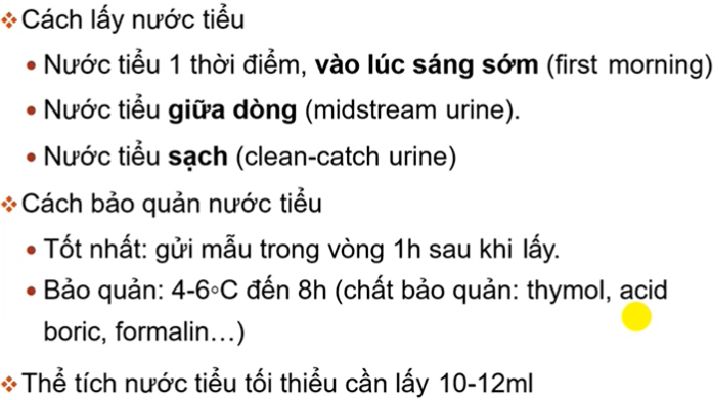 ❖ Cách lấy nước tiểu
• Nước tiểu 1 thời điểm, vào lúc sáng sớm (first morning)
• Nước tiểu giữa dòng (midstream urine).
• Nước tiểu sạch (clean-catch urine)
❖ Cách bảo quản nước tiểu
• Tốt nhất: gửi mẫu trong vòng 1h sau khi lấy.
• Bảo quản: 4-6°C đến 8h (chất bảo quản: thymol, acid
boric, formalin…)
❖ Thể tích nước tiểu tối thiểu cần lấy 10-12ml